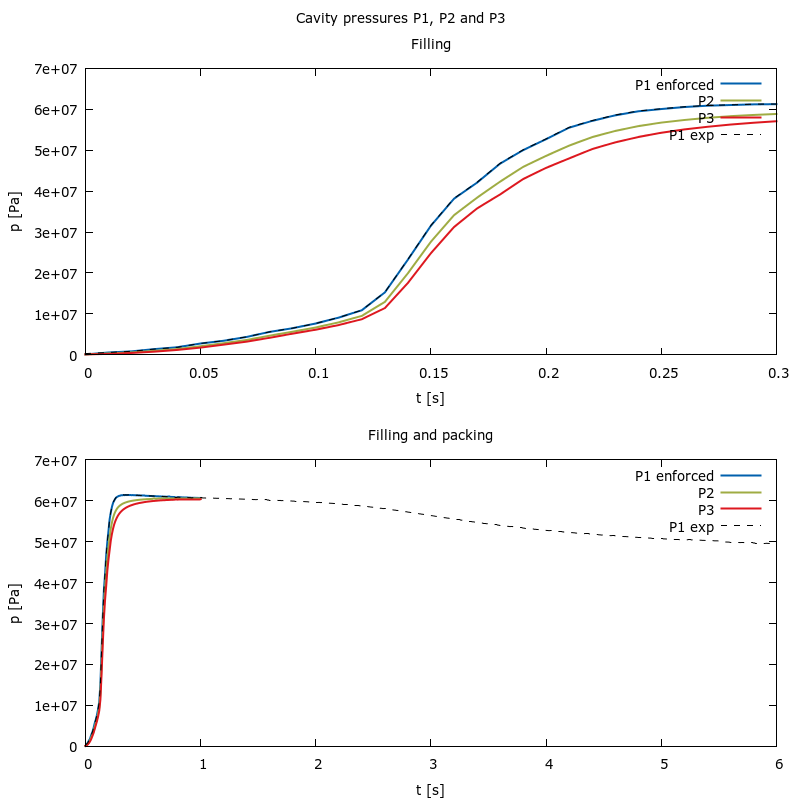 Cavity pressures P1, P2 and P3
Filling
7e+07
6e+07
5e+07
4e+07
3e+07
2e+07
1e+07
0
p [Pa]
P1 enforced
P2
P3
P1 exp
0 0.05 0.1 0.15 0.2 0.25 0.3
t [s]
Filling and packing
7e+07
6e+07
5e+07
4e+07
3e+07
2e+07
1e+07
0
p [Pa]
P1 enforced
P2
P3
P1 exp
0 1 2 3 4 5 6
t [s]